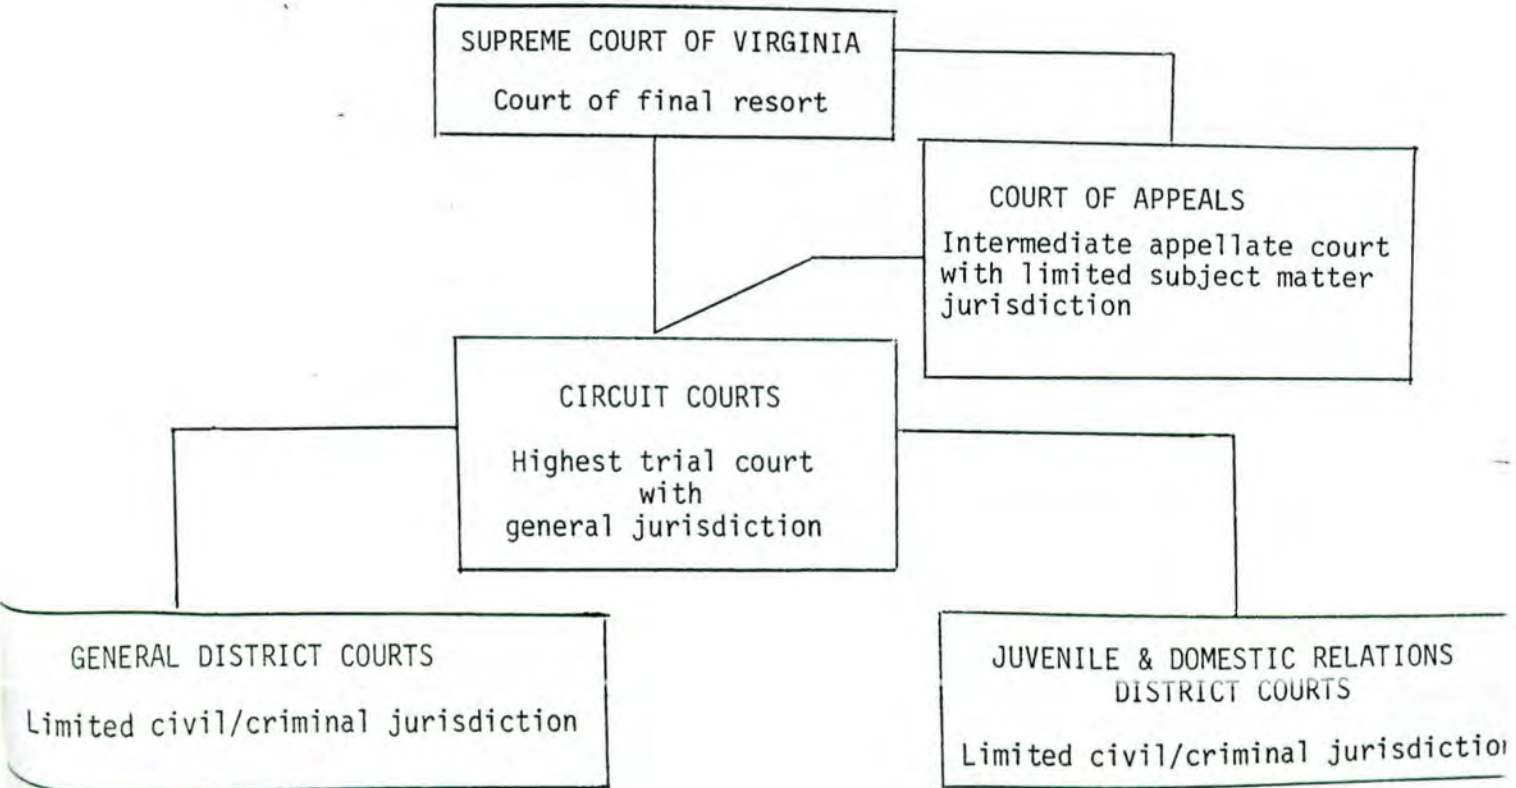 SUPREME COURT OF VIRGINIA
Court of final resort
COURT OF APPEALS
Intermediate appellate court
with limited subject matter
jurisdiction
CIRCUIT COURTS
Highest trial court
with
general jurisdiction
GENERAL DISTRICT COURTS
Limited civil/criminal jurisdiction
JUVENILE & DOMESTIC RELATIONS
DISTRICT COURTS
Limited civil/criminal jurisdiction